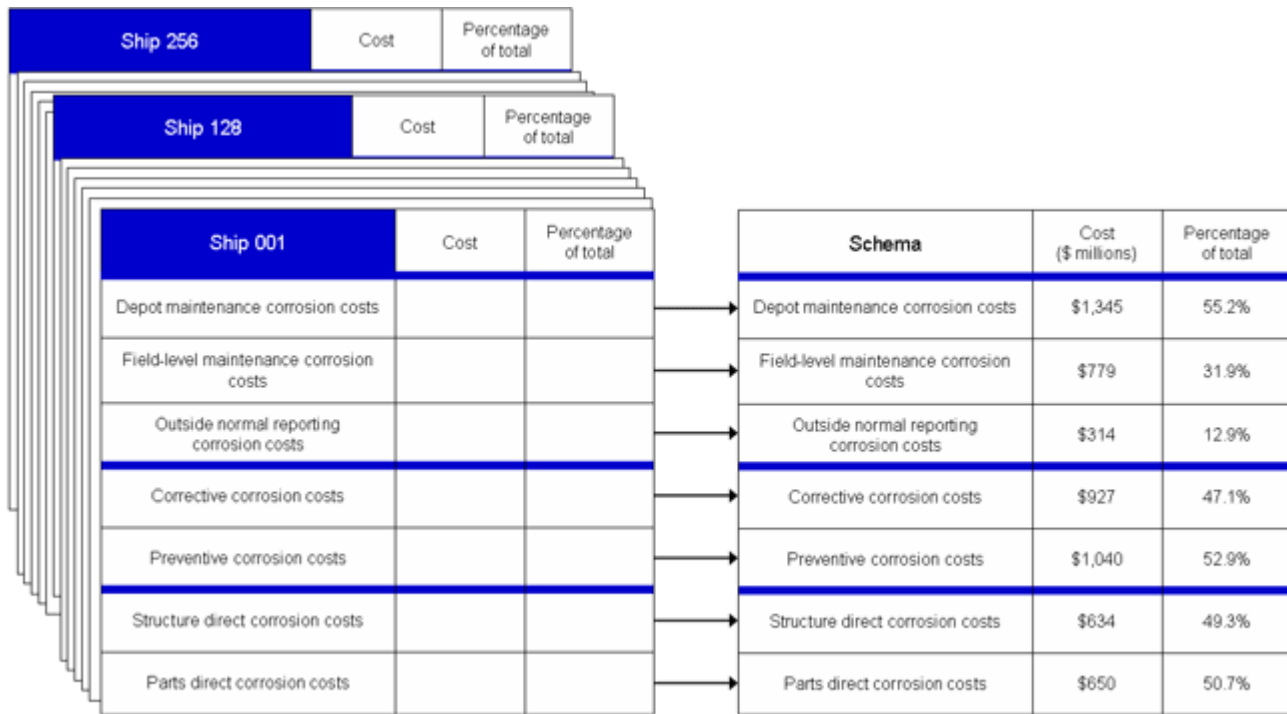 Ship 256
Cost
Percentage
of total
Ship 128
Cost
Percentage
of total
Ship 001
Cost
Percentage
of total
Depot maintenance corrosion costs
Field-level maintenance corrosion
costs
Outside normal reporting
corrosion costs
Corrective corrosion costs
Preventive corrosion costs
Structure direct corrosion costs
Parts direct corrosion costs
Schema
Cost
($ millions)
Percentage
of total
Depot maintenance corrosion costs
$1,345
55.2%
Field-level maintenance corrosion
costs
$779
31.9%
Outside normal reporting
corrosion costs
$314
12.9%
Corrective corrosion costs
$927
47.1%
Preventive corrosion costs
$1,040
52.9%
Structure direct corrosion costs
$634
49.3%
Parts direct corrosion costs
$650
50.7%